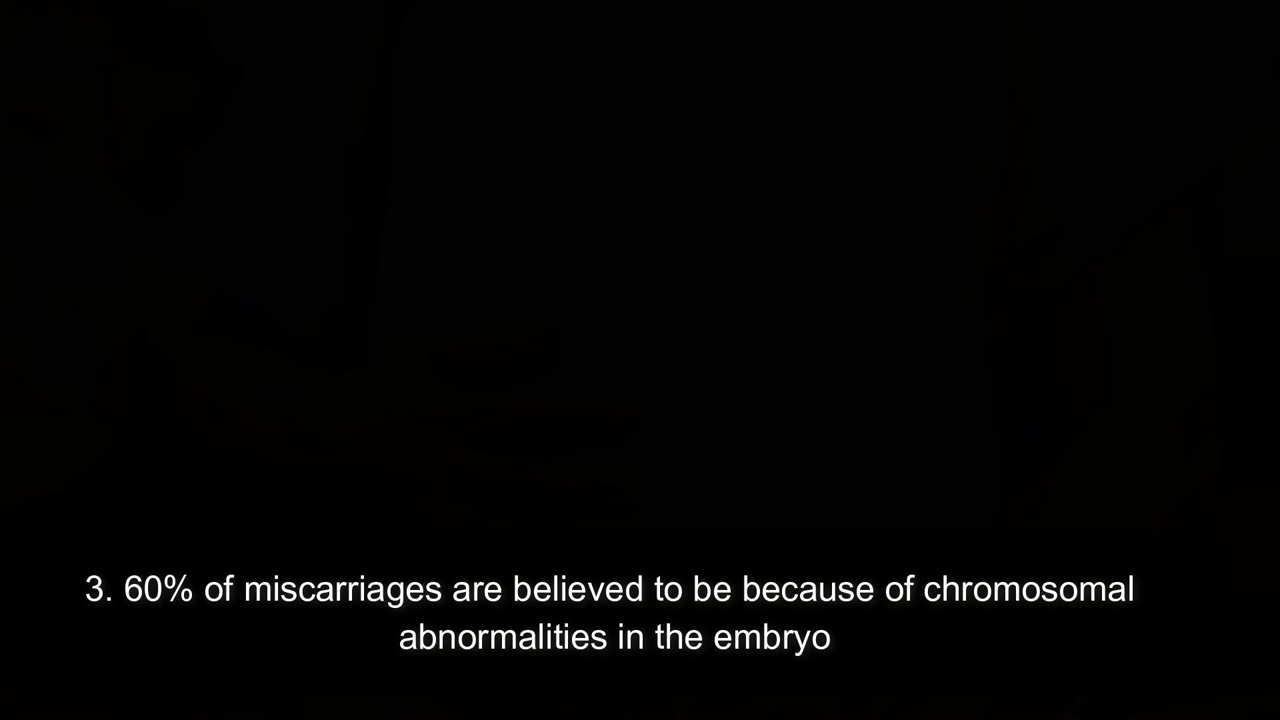 3. 60% of miscarriages are believed to be because of chromosomal
abnormalities in the embryo